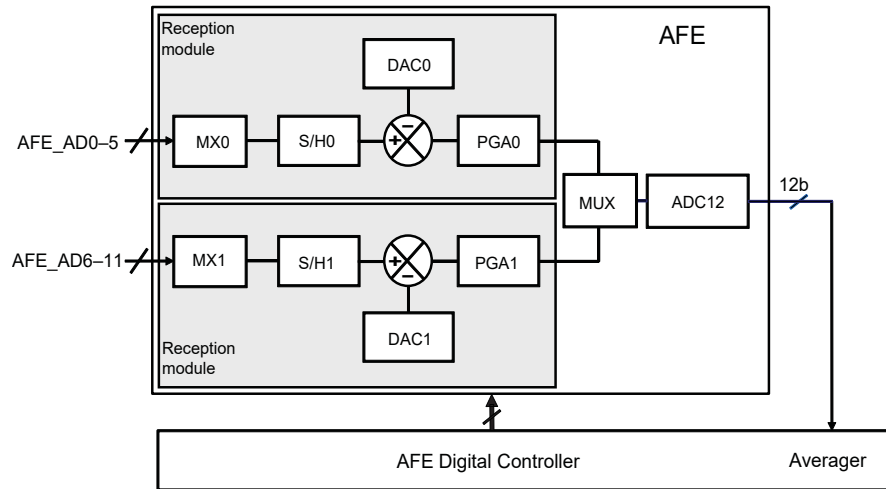 Reception
module
AFE
DAC0
−
AFE_AD0–5
MX0
S/H0
+
PGA0
MUX
ADC12
12b
AFE_AD6–11
MX1
S/H1
+
−
PGA1
DAC1
Reception
module
AFE Digital Controller
Averager